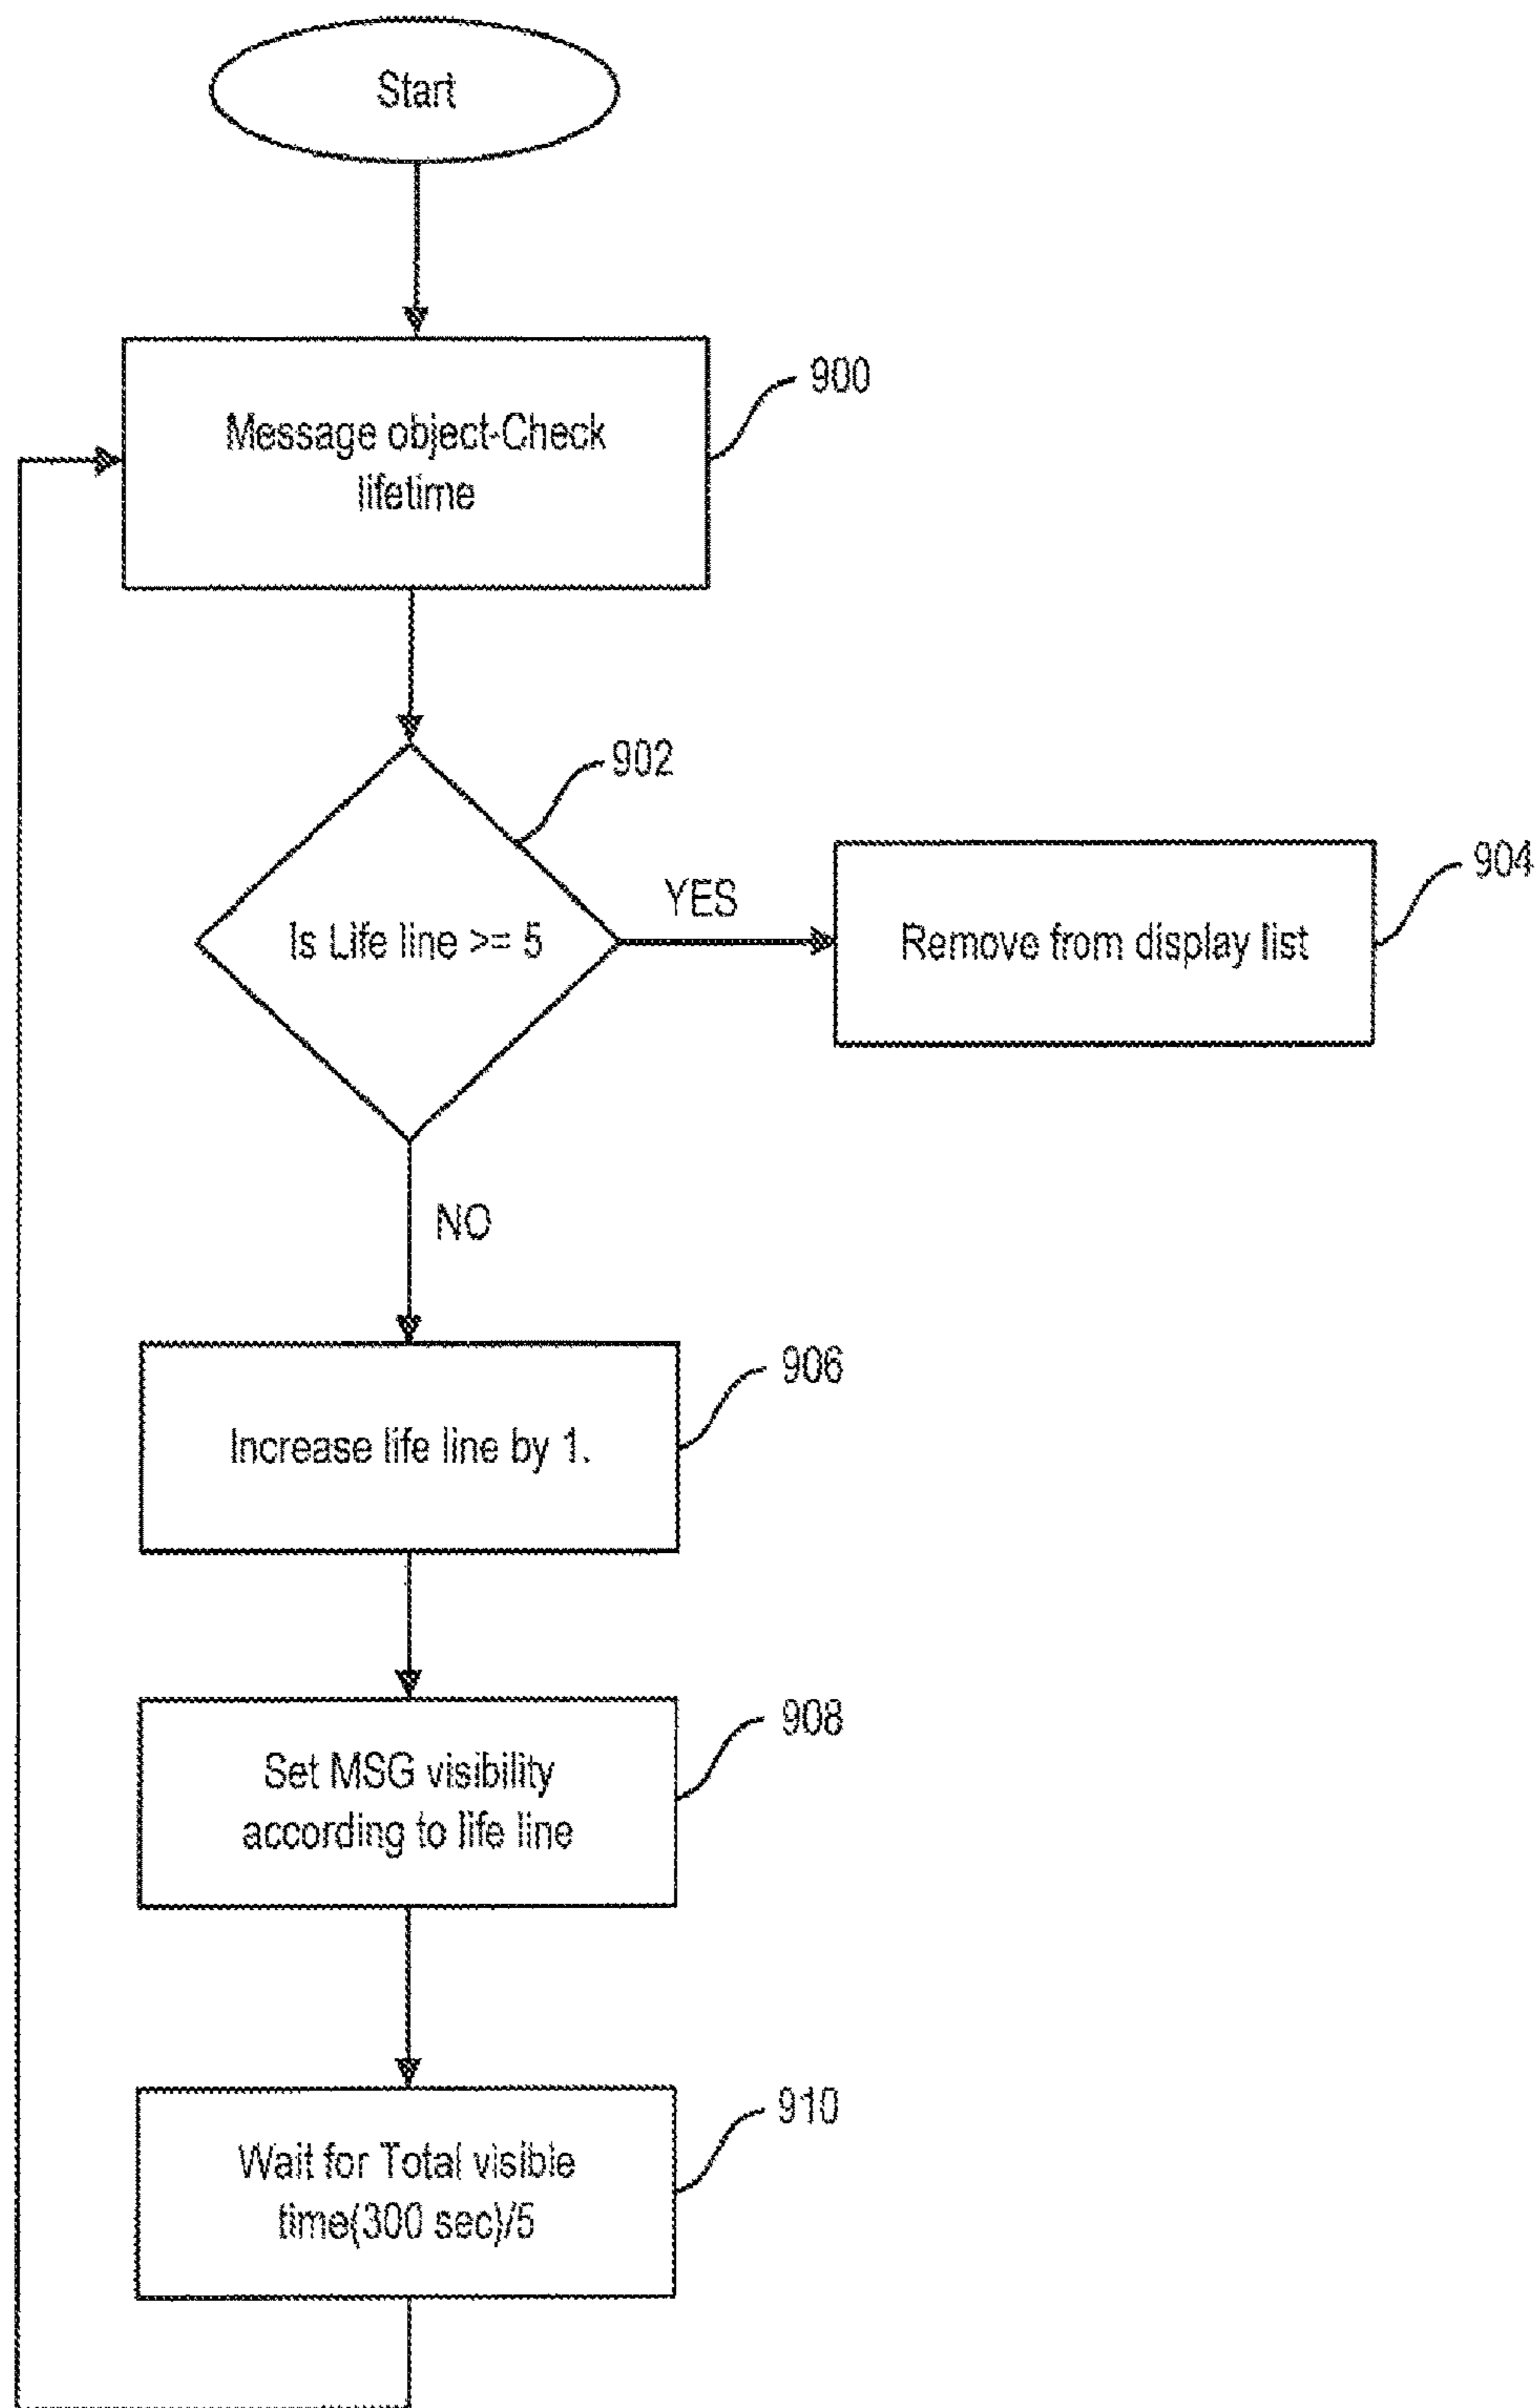 Start
900
Message object-Check
lifetime
902
Is Life line >= 5
YES
904
Remove from display list
NO
906
Increase life line by 1.
908
Set MSG visibility
according to life line
910
Wait for Total visible
time(300 sec)/5